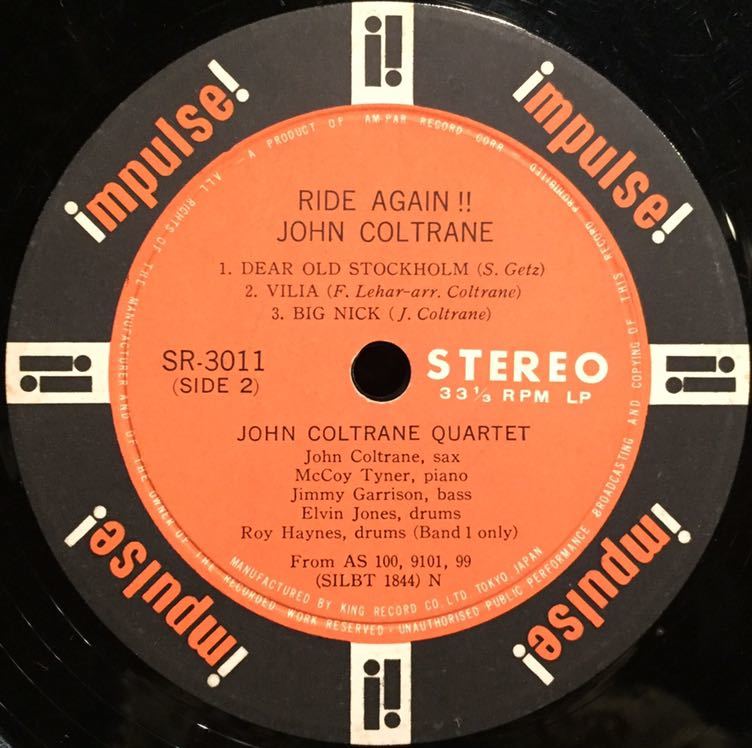 impulse!
impulse!
A PRODUCT OF AM-PAR RECORD CORP.
RIDE AGAIN !!
JOHN COLTRANE
1. DEAR OLD STOCKHOLM (S. Getz)
2. VILIA (F. Lehar-arr. Coltrane)
3. BIG NICK (J. Coltrane)
SR-3011
(SIDE 2)
STEREO
33 1/3 RPM LP
JOHN COLTRANE QUARTET
John Coltrane, sax
McCoy Tyner, piano
Jimmy Garrison, bass
Elvin Jones, drums
Roy Haynes, drums (Band 1 only)
From AS 100, 9101, 99
(SILBT 1844) N
MANUFACTURED BY KING RECORD CO., LTD. TOKYO JAPAN
ALL RIGHTS OF THE MANUFACTURER AND OF THE OWNER OF THE RECORDED WORK RESERVED · UNAUTHORISED PUBLIC PERFORMANCE BROADCASTING AND COPYING OF THIS RECORD PROHIBITED
impulse!
impulse!